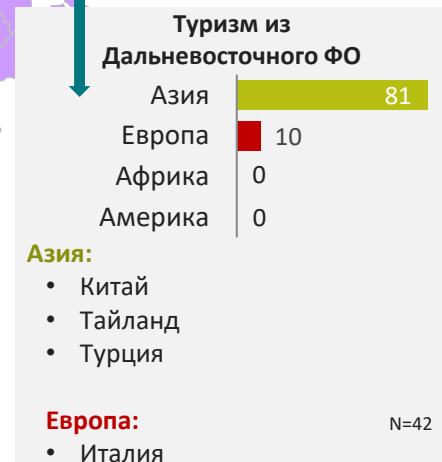 Туризм из
Дальневосточного ФО
Азия 81
Европа 10
Африка 0
Америка 0
Азия:
• Китай
• Тайланд
• Турция
Европа: N=42
• Италия